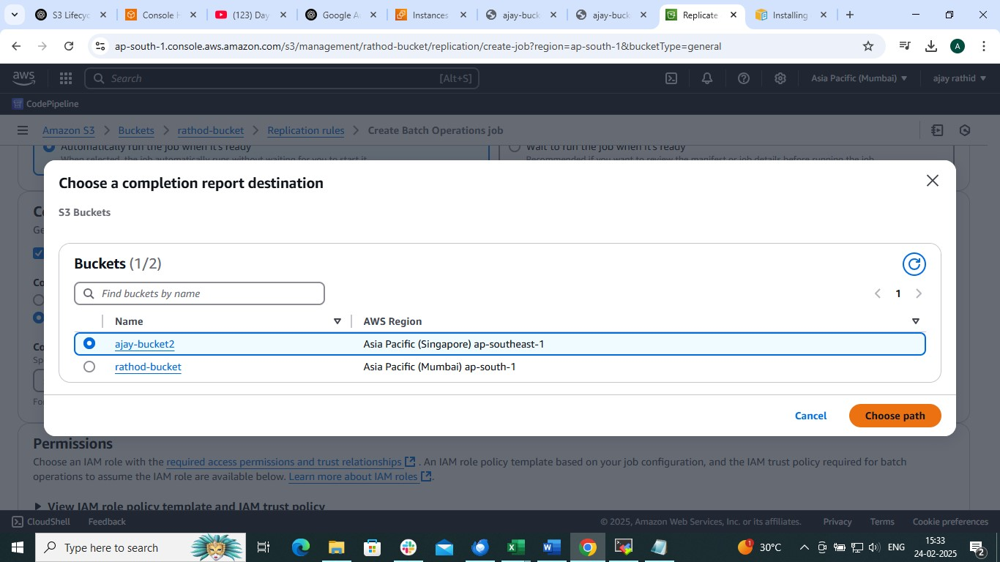 S3 Lifecyc
Console H
(123) Day
Google A
Instances
ajay-buck
ajay-buck
Replicate
Installing
ap-south-1.console.aws.amazon.com/s3/management/rathod-bucket/replication/create-job?region=ap-south-1&bucketType=general
A
aws
Search
[Alt+S]
Asia Pacific (Mumbai)
ajay rathid
CodePipeline
Amazon S3
Buckets
rathod-bucket
Replication rules
Create Batch Operations job
Automatically run the job when it's ready
When selected, the job automatically runs without waiting for you to start it.
Wait to run the job when it's ready
Recommended if you want to review the manifest or job details before running the job.
Choose a completion report destination
S3 Buckets
Buckets (1/2)
Find buckets by name
1
Name
AWS Region
ajay-bucket2
Asia Pacific (Singapore) ap-southeast-1
rathod-bucket
Asia Pacific (Mumbai) ap-south-1
Cancel
Choose path
Permissions
Choose an IAM role with the required access permissions and trust relationships . An IAM role policy template based on your job configuration, and the IAM trust policy required for batch
operations to assume the IAM role are available below. Learn more about IAM roles .
View IAM role policy template and IAM trust policy
CloudShell
Feedback
© 2025, Amazon Web Services, Inc. or its affiliates.
Privacy
Terms
Cookie preferences
Type here to search
1
30°C
ENG
15:33
24-02-2025
2